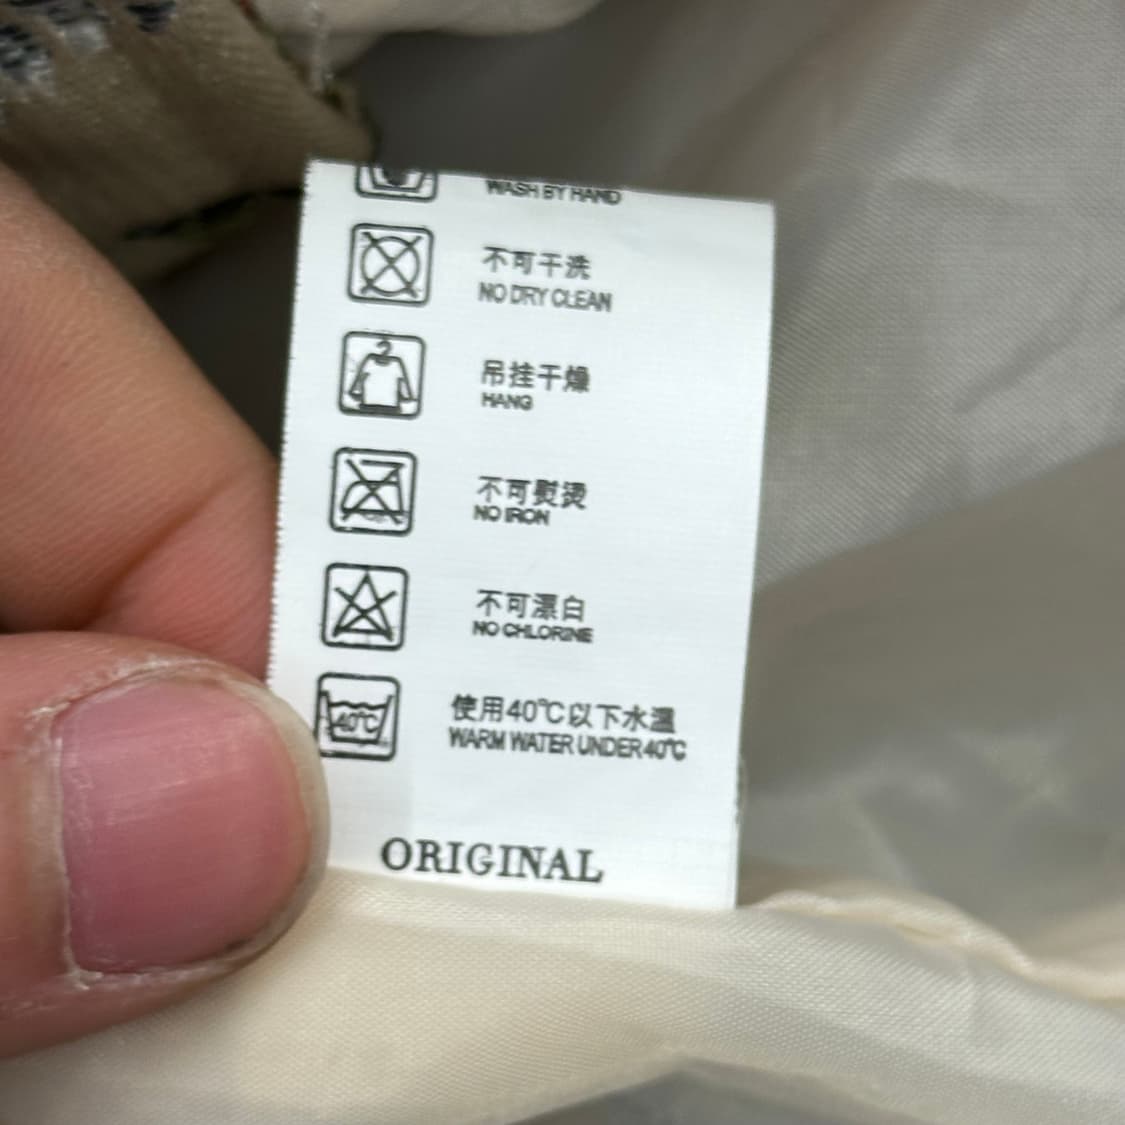 WASH BY HAND
不可干洗
NO DRY CLEAN
吊挂干燥
HANG
不可熨烫
NO IRON
不可漂白
NO CHLORINE
40℃
使用40℃以下水温
WARM WATER UNDER 40℃
ORIGINAL